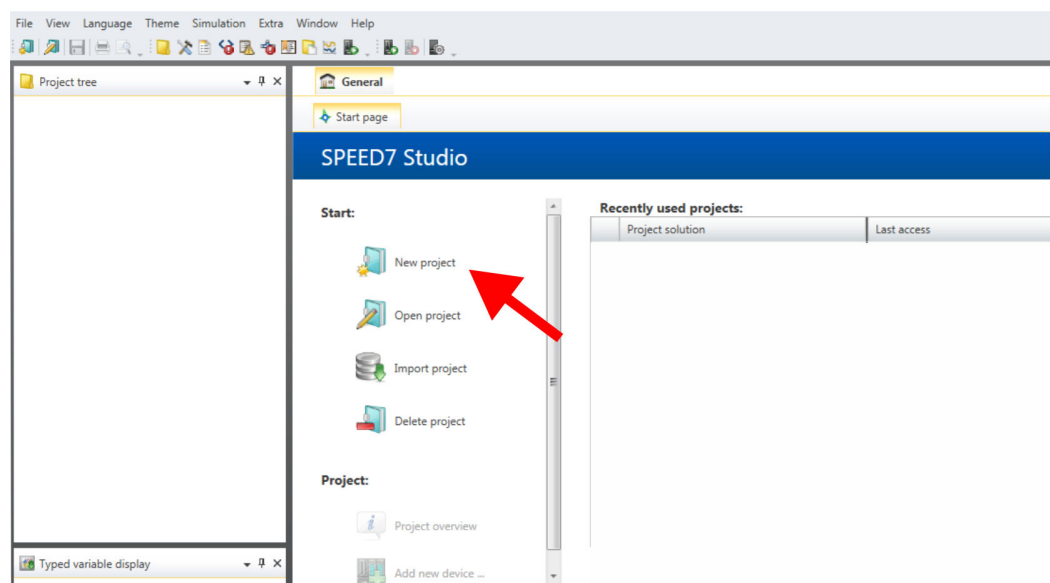 File View Language Theme Simulation Extra Window Help
Project tree
General
Start page
SPEED7 Studio
Start:
New project
Open project
Import project
Delete project
Project:
Project overview
Add new device ...
Recently used projects:
Project solution Last access
Typed variable display